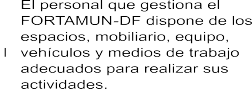 El personal que gestiona el
FORTAMUN-DF dispone de los
espacios, mobiliario, equipo,
l vehículos y medios de trabajo
adecuados para realizar sus
actividades.